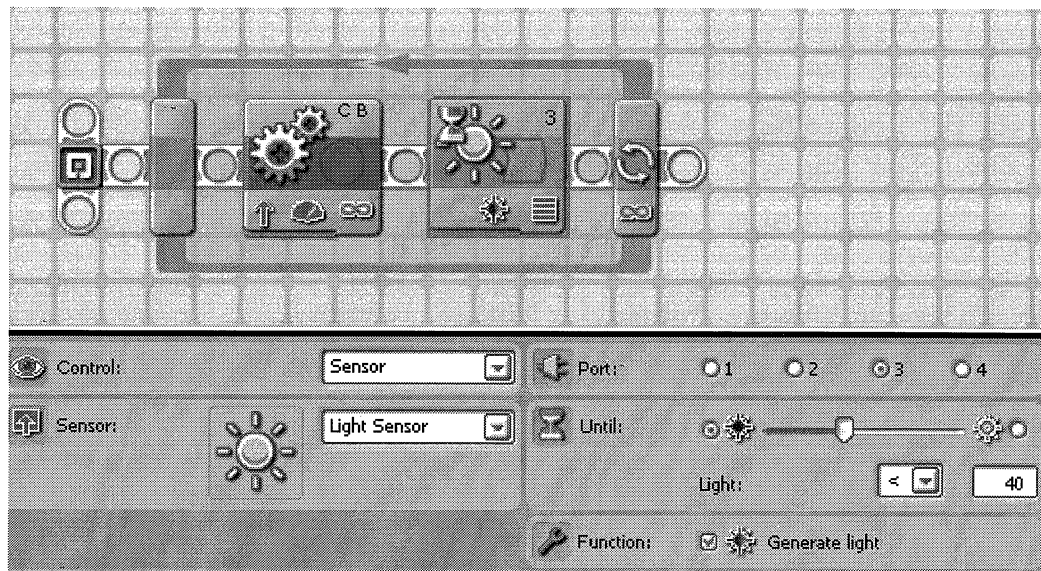 C B
3
Control:
Sensor
Port:
1
2
3
4
Sensor:
Light Sensor
Until:
Light:
<
40
Function:
Generate light